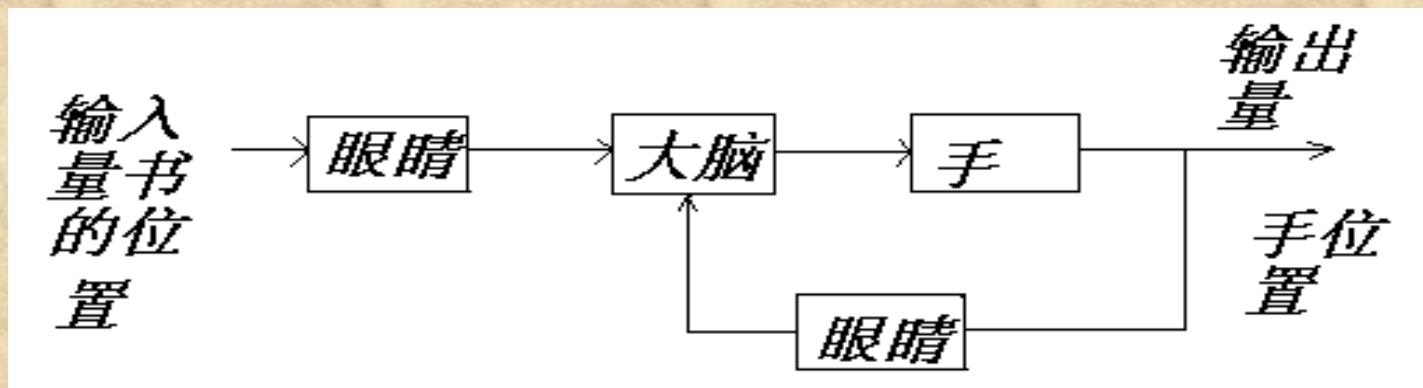 输入
量书
的位
置
眼睛
大脑
手
输出
量
手位
置
眼睛